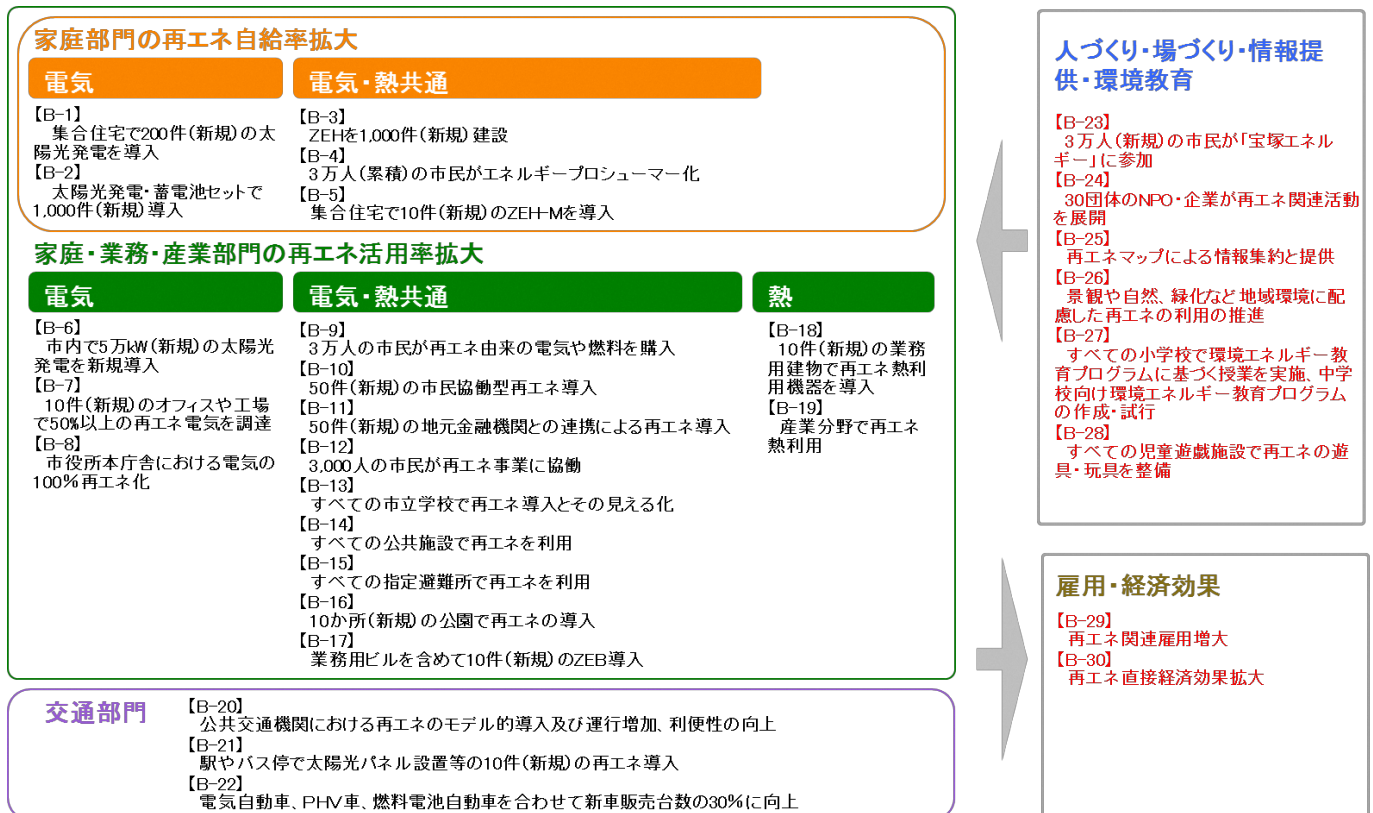 家庭部門の再エネ自給率拡大
電気
【B-1】
集合住宅で200件(新規)の太
陽光発電を導入
【B-2】
太陽光発電・蓄電池セットで
1,000件(新規)導入
電気・熱共通
【B-3】
ZEHを1,000件(新規)建設
【B-4】
3万人(累積)の市民がエネルギープロシューマー化
【B-5】
集合住宅で10件(新規)のZEH-Mを導入
家庭・業務・産業部門の再エネ活用率拡大
電気
【B-6】
市内で5万kW(新規)の太陽光
発電を新規導入
【B-7】
10件(新規)のオフィスや工場
で50%以上の再エネ電気を調達
【B-8】
市役所本庁舎における電気の
100%再エネ化
電気・熱共通
【B-9】
3万人の市民が再エネ由来の電気や燃料を購入
【B-10】
50件(新規)の市民協働型再エネ導入
【B-11】
50件(新規)の地元金融機関との連携による再エネ導入
【B-12】
3,000人の市民が再エネ事業に協働
【B-13】
すべての市立学校で再エネ導入とその見える化
【B-14】
すべての公共施設で再エネを利用
【B-15】
すべての指定避難所で再エネを利用
【B-16】
10か所(新規)の公園で再エネの導入
【B-17】
業務用ビルを含めて10件(新規)のZEB導入
熱
【B-18】
10件(新規)の業務
用建物で再エネ熱利
用機器を導入
【B-19】
産業分野で再エネ
熱利用
交通部門
【B-20】
公共交通機関における再エネのモデル的導入及び運行増加、利便性の向上
【B-21】
駅やバス停で太陽光パネル設置等の10件(新規)の再エネ導入
【B-22】
電気自動車、PHV車、燃料電池自動車を合わせて新車販売台数の30%に向上
人づくり・場づくり・情報提
供・環境教育
【B-23】
3万人(新規)の市民が「宝塚エネル
ギー」に参加
【B-24】
30団体のNPO・企業が再エネ関連活動
を展開
【B-25】
再エネマップによる情報集約と提供
【B-26】
景観や自然、緑化など地域環境に配
慮した再エネの利用の推進
【B-27】
すべての小学校で環境エネルギー教
育プログラムに基づく授業を実施、中学
校向け環境エネルギー教育プログラム
の作成・試行
【B-28】
すべての児童遊戯施設で再エネの遊
具・玩具を整備
雇用・経済効果
【B-29】
再エネ関連雇用増大
【B-30】
再エネ直接経済効果拡大